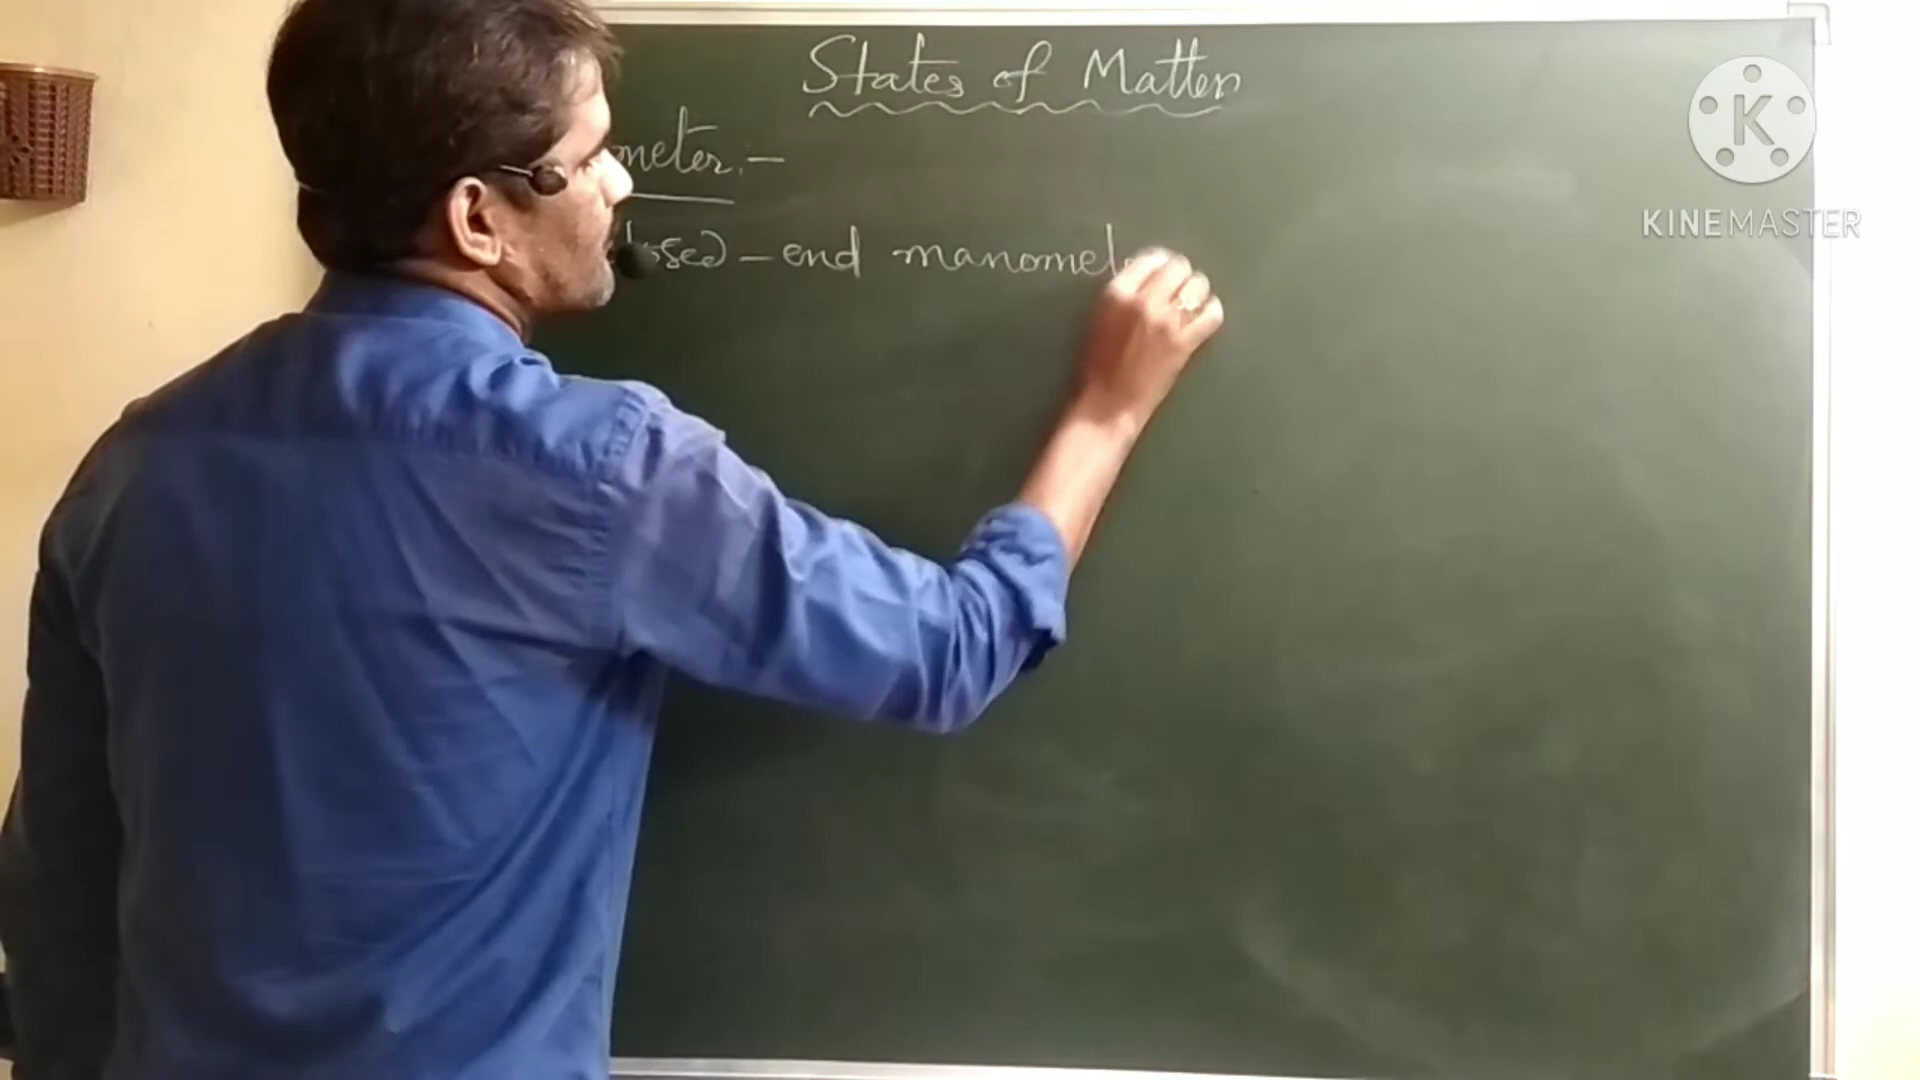 States of Matter
meter:-
-end manomet
K
KINEMASTER